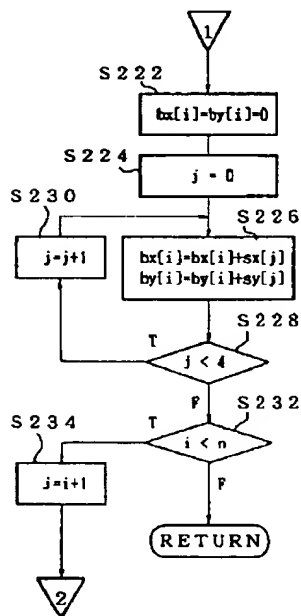 1
S222
bx[i]=by[i]=0
S224
j = 0
S230
S226
j=j+1
bx[i]=bx[i]+sx[j]
by[i]=by[i]+sy[j]
S228
T
j < 4
F
S232
S234
T
i < n
j=i+1
F
RETURN
2